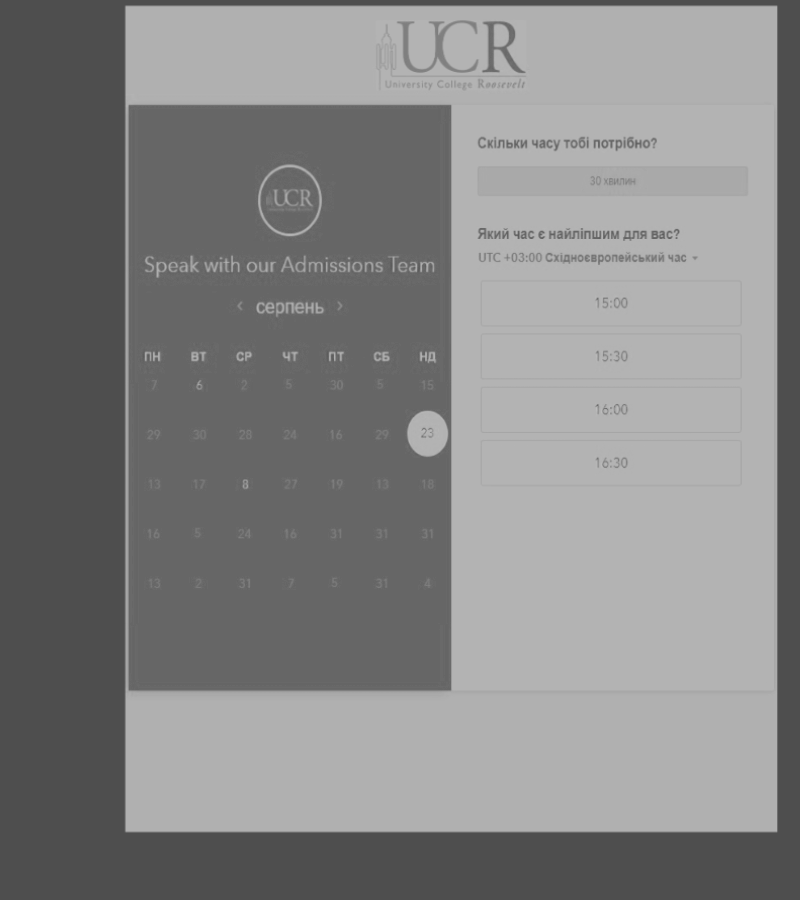 UCR
University College Roosevelt
UCR
Speak with our Admissions Team
‹ серпень ›
ПН ВТ СР ЧТ ПТ СБ НД
7 6 2 5 30 5 15
29 30 28 24 16 29 23
13 17 8 27 19 13 18
16 5 24 16 31 31 31
13 2 31 7 5 31 4
Скільки часу тобі потрібно?
30 хвилин
Який час є найліпшим для вас?
UTC +03:00 Східноєвропейський час
15:00
15:30
16:00
16:30